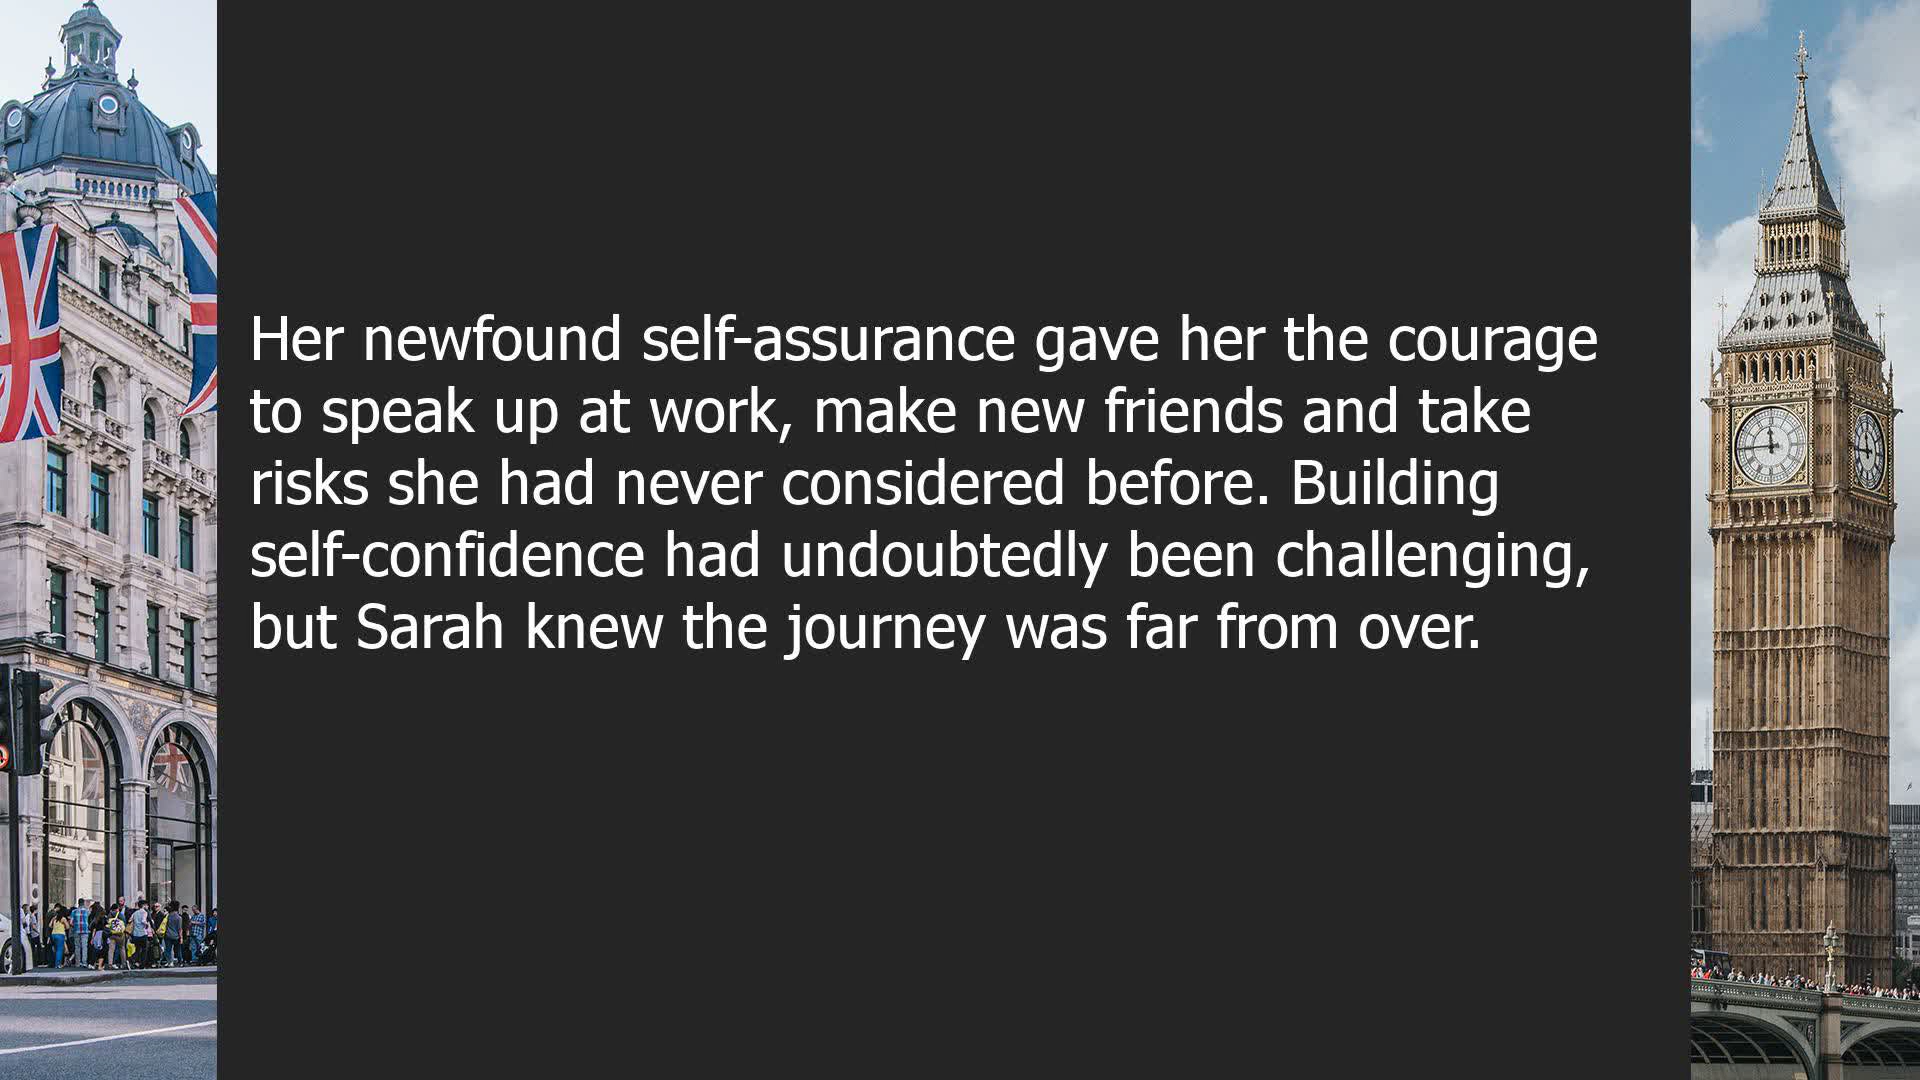 Her newfound self-assurance gave her the courage
to speak up at work, make new friends and take
risks she had never considered before. Building
self-confidence had undoubtedly been challenging,
but Sarah knew the journey was far from over.